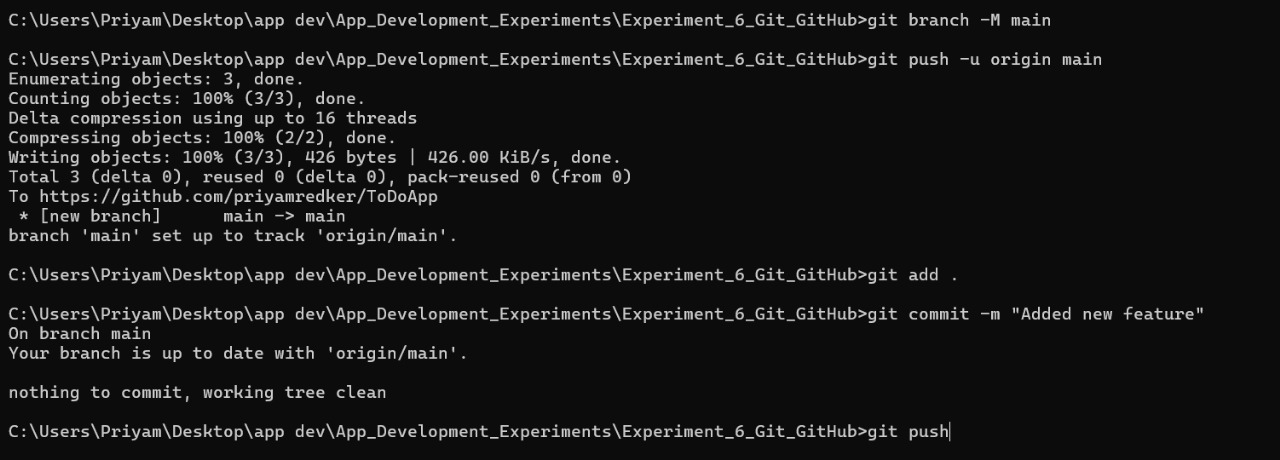 C:\Users\Priyam\Desktop\app dev\App_Development_Experiments\Experiment_6_Git_GitHub>git branch -M main
C:\Users\Priyam\Desktop\app dev\App_Development_Experiments\Experiment_6_Git_GitHub>git push -u origin main
Enumerating objects: 3, done.
Counting objects: 100% (3/3), done.
Delta compression using up to 16 threads
Compressing objects: 100% (2/2), done.
Writing objects: 100% (3/3), 426 bytes | 426.00 KiB/s, done.
Total 3 (delta 0), reused 0 (delta 0), pack-reused 0 (from 0)
To https://github.com/priyamredker/ToDoApp
 * [new branch]      main -> main
branch 'main' set up to track 'origin/main'.
C:\Users\Priyam\Desktop\app dev\App_Development_Experiments\Experiment_6_Git_GitHub>git add .
C:\Users\Priyam\Desktop\app dev\App_Development_Experiments\Experiment_6_Git_GitHub>git commit -m "Added new feature"
On branch main
Your branch is up to date with 'origin/main'.
nothing to commit, working tree clean
C:\Users\Priyam\Desktop\app dev\App_Development_Experiments\Experiment_6_Git_GitHub>git push